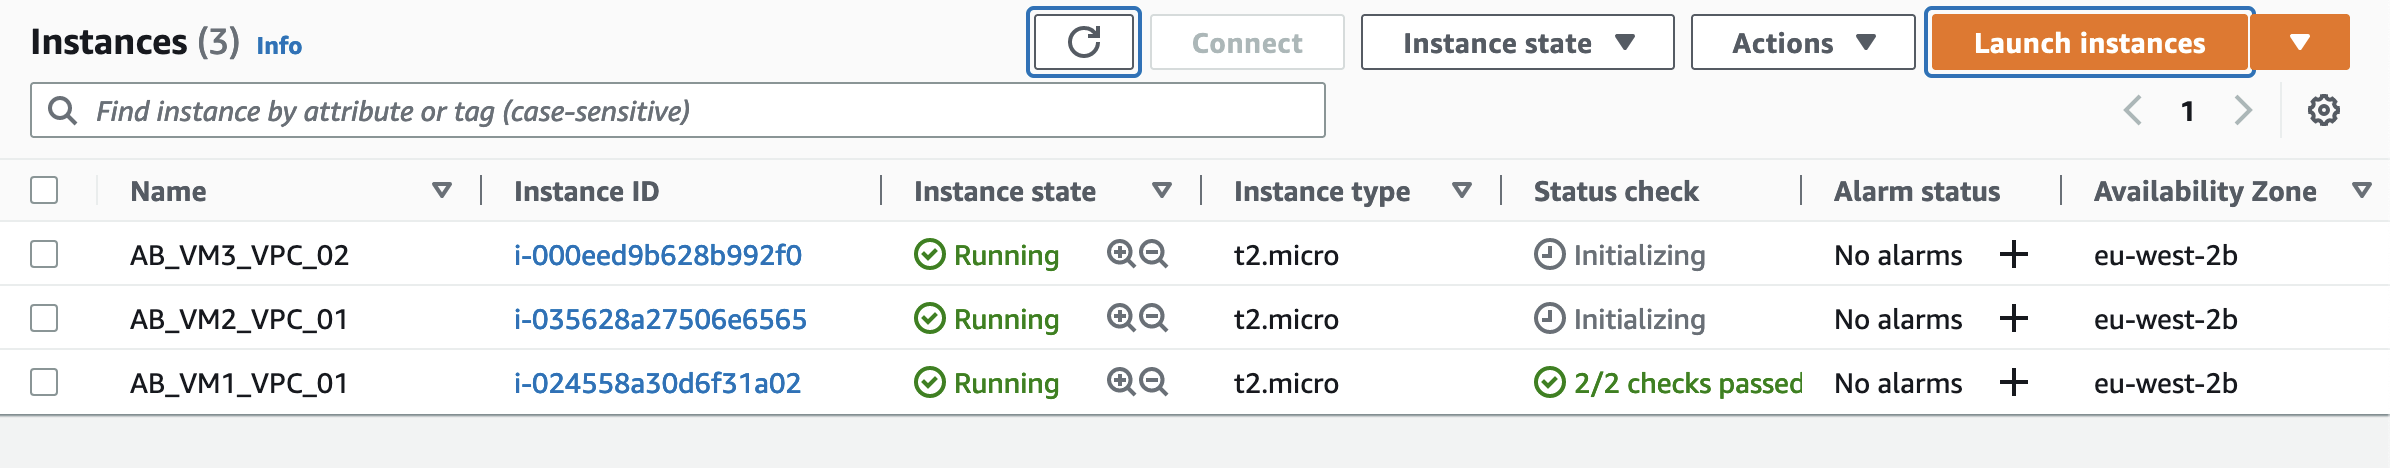 Instances (3) Info Connect Instance state Actions Launch instances
Find instance by attribute or tag (case-sensitive) 1
Name Instance ID Instance state Instance type Status check Alarm status Availability Zone
AB_VM3_VPC_02 i-000eed9b628b992f0 Running t2.micro Initializing No alarms eu-west-2b
AB_VM2_VPC_01 i-035628a27506e6565 Running t2.micro Initializing No alarms eu-west-2b
AB_VM1_VPC_01 i-024558a30d6f31a02 Running t2.micro 2/2 checks passed No alarms eu-west-2b